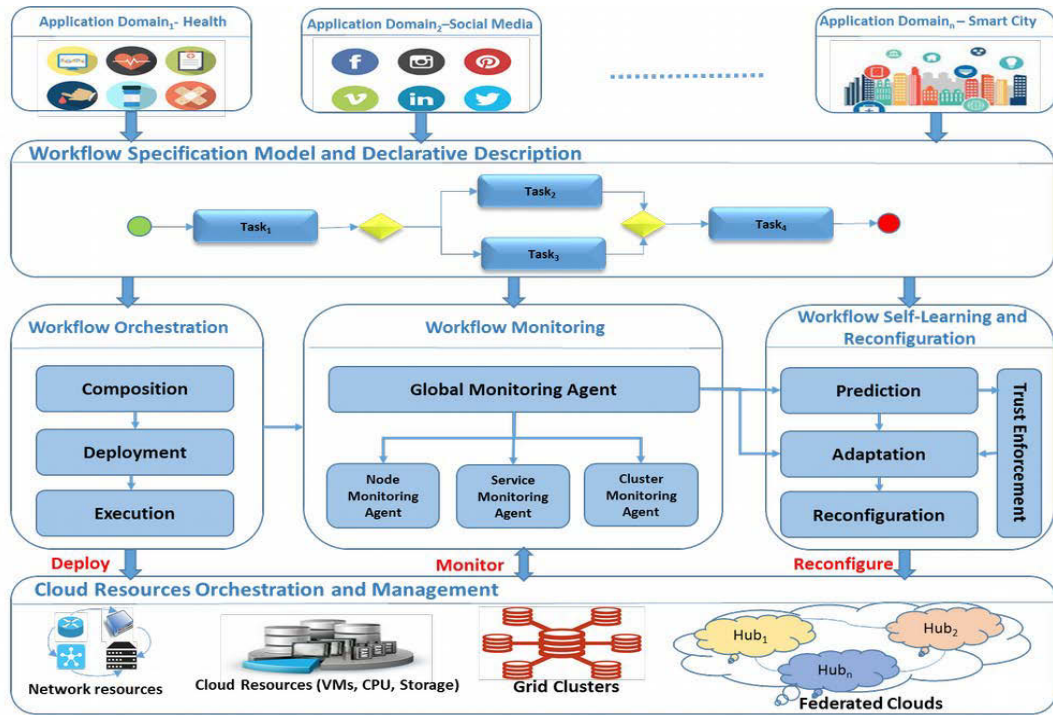 Application Domain₁- Health
Application Domain₂–Social Media
Application Domainₙ – Smart City
Workflow Specification Model and Declarative Description
Task₁
Task₂
Task₃
Task₄
Workflow Orchestration
Composition
Deployment
Execution
Workflow Monitoring
Global Monitoring Agent
Node
Monitoring
Agent
Service
Monitoring
Agent
Cluster
Monitoring
Agent
Workflow Self-Learning and
Reconfiguration
Prediction
Adaptation
Reconfiguration
Trust Enforcement
Deploy
Monitor
Reconfigure
Cloud Resources Orchestration and Management
Network resources
Cloud Resources (VMs, CPU, Storage)
Grid Clusters
Hub₁
Hub₂
Hubₙ
Federated Clouds